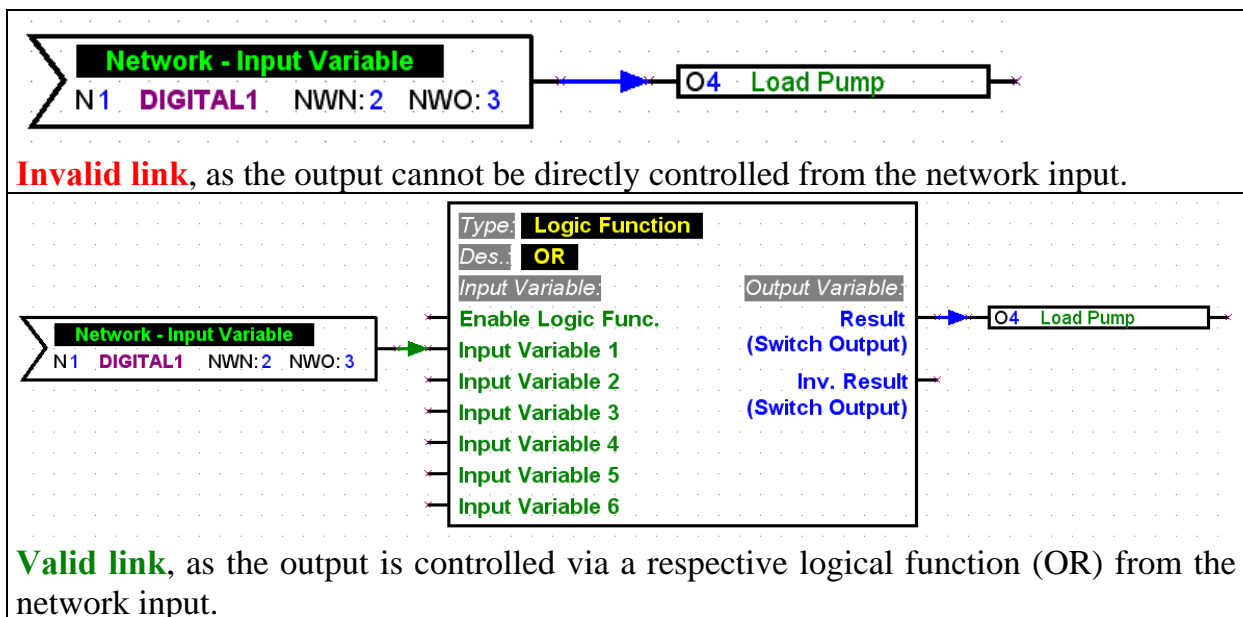 Network - Input Variable
N1 DIGITAL1 NWN: 2 NWO: 3
O4 Load Pump
Invalid link, as the output cannot be directly controlled from the network input.
Type: Logic Function
Des.: OR
Input Variable: Output Variable:
Enable Logic Func. Result
(Switch Output)
Network - Input Variable
N1 DIGITAL1 NWN: 2 NWO: 3
O4 Load Pump
Input Variable 1
Input Variable 2 Inv. Result
(Switch Output)
Input Variable 3
Input Variable 4
Input Variable 5
Input Variable 6
Valid link, as the output is controlled via a respective logical function (OR) from the
network input.